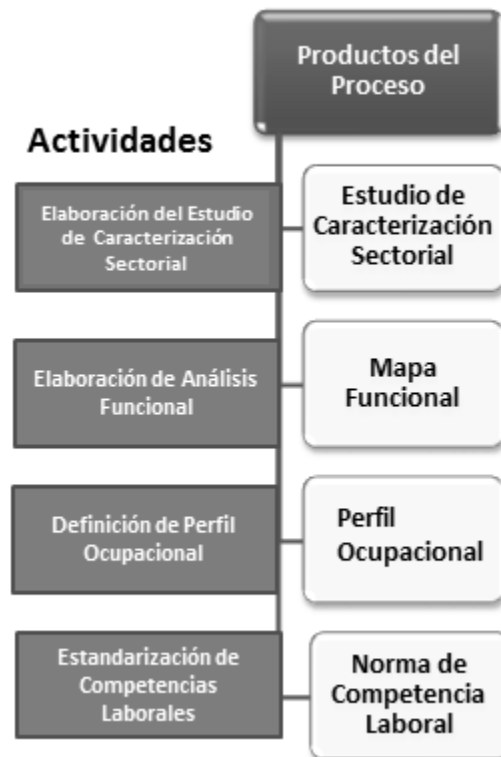 Productos del
Proceso
Actividades
Elaboración del Estudio
de Caracterización
Sectorial
Estudio de
Caracterización
Sectorial
Elaboración de Análisis
Funcional
Mapa
Funcional
Definición de Perfil
Ocupacional
Perfil
Ocupacional
Estandarización de
Competencias
Laborales
Norma de
Competencia
Laboral